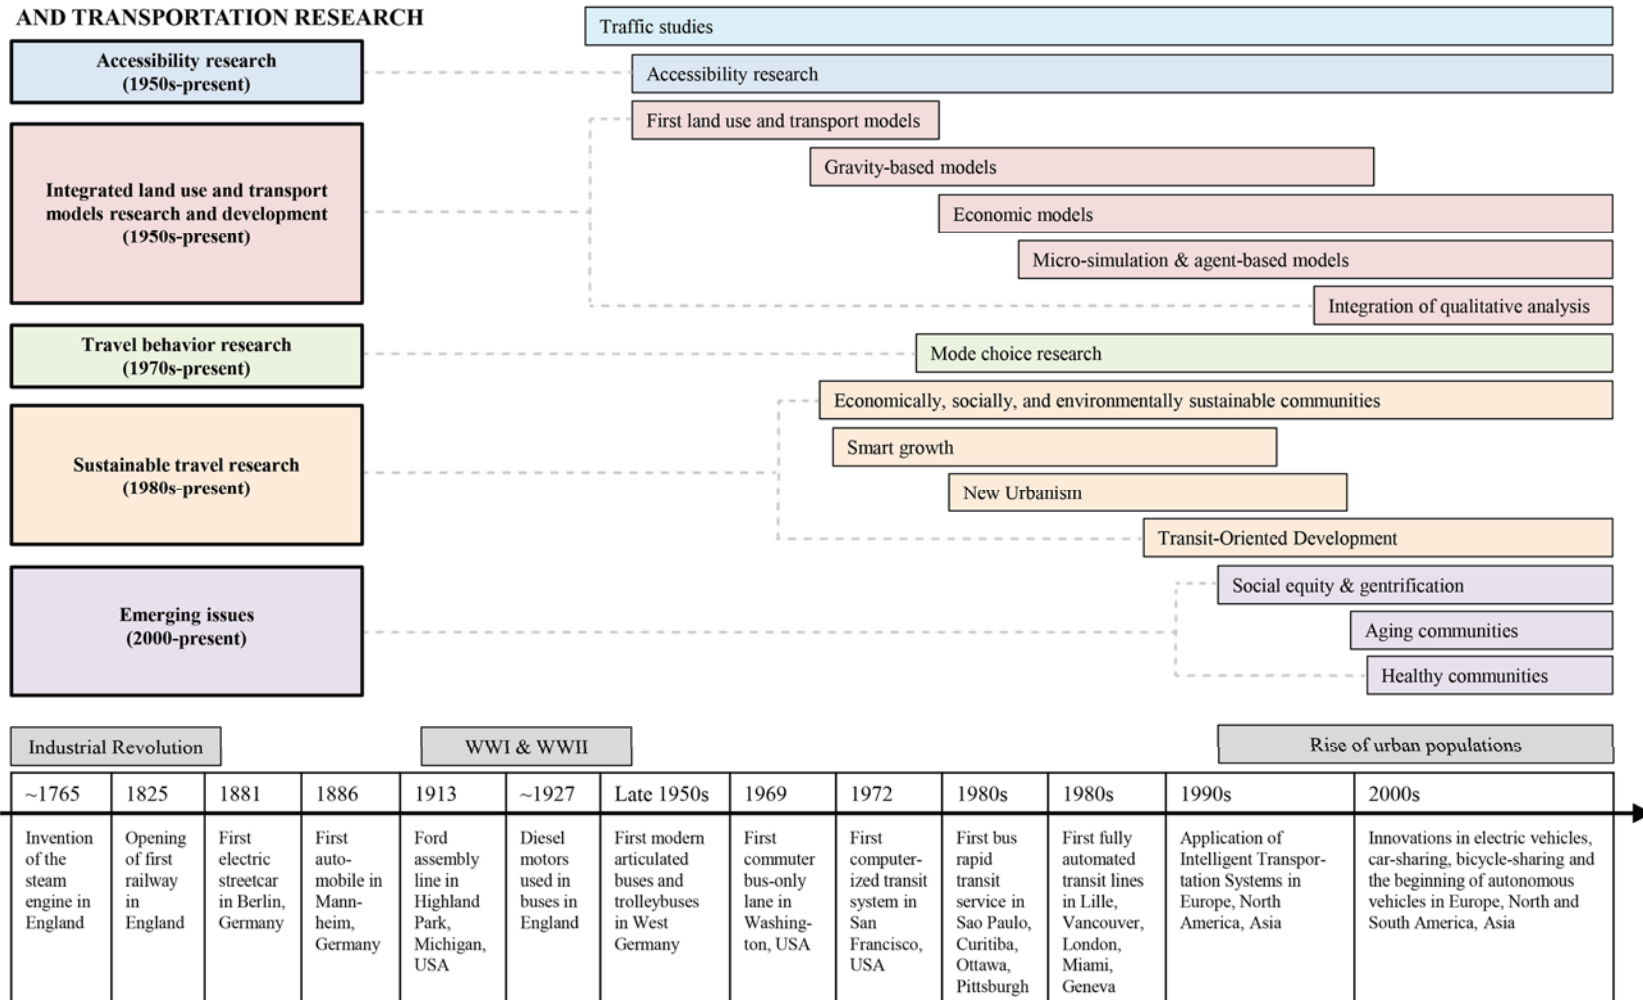 AND TRANSPORTATION RESEARCH
Traffic studies
Accessibility research
(1950s-present)
Accessibility research
First land use and transport models
Gravity-based models
Integrated land use and transport
models research and development
(1950s-present)
Economic models
Micro-simulation & agent-based models
Integration of qualitative analysis
Travel behavior research
(1970s-present)
Mode choice research
Economically, socially, and environmentally sustainable communities
Smart growth
Sustainable travel research
(1980s-present)
New Urbanism
Transit-Oriented Development
Social equity & gentrification
Emerging issues
(2000-present)
Aging communities
Healthy communities
Industrial Revolution
WWI & WWII
Rise of urban populations
~1765
Invention
of the
steam
engine in
England
1825
Opening
of first
railway
in
England
1881
First
electric
streetcar
in Berlin,
Germany
1886
First
auto-
mobile in
Mann-
heim,
Germany
1913
Ford
assembly
line in
Highland
Park,
Michigan,
USA
~1927
Diesel
motors
used in
buses in
England
Late 1950s
First modern
articulated
buses and
trolleybuses
in West
Germany
1969
First
commuter
bus-only
lane in
Washing-
ton, USA
1972
First
computer-
ized transit
system in
San
Francisco,
USA
1980s
First bus
rapid
transit
service in
Sao Paulo,
Curitiba,
Ottawa,
Pittsburgh
1980s
First fully
automated
transit lines
in Lille,
Vancouver,
London,
Miami,
Geneva
1990s
Application of
Intelligent Transpor-
tation Systems in
Europe, North
America, Asia
2000s
Innovations in electric vehicles,
car-sharing, bicycle-sharing and
the beginning of autonomous
vehicles in Europe, North and
South America, Asia